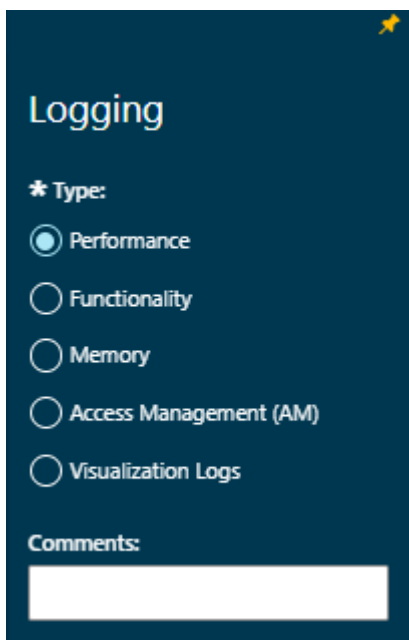 Logging
* Type:
Performance
Functionality
Memory
Access Management (AM)
Visualization Logs
Comments: